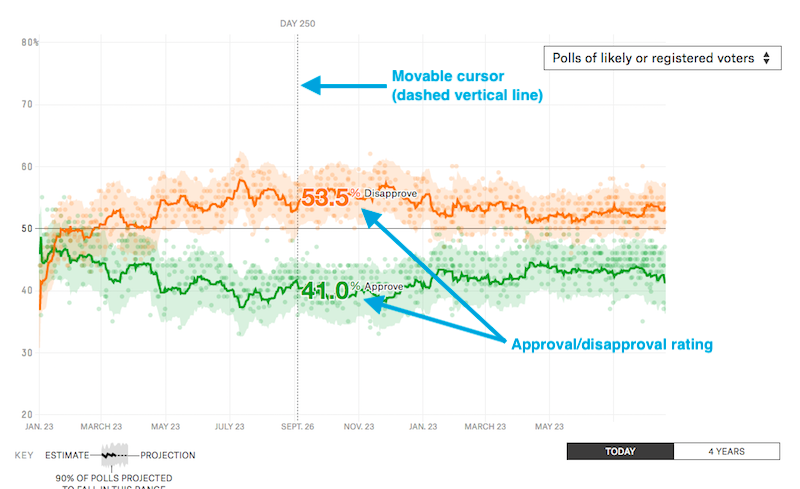 DAY 250
80%
Polls of likely or registered voters
Movable cursor
(dashed vertical line)
70
60
53.5% Disapprove
50
41.0% Approve
40
Approval/disapproval rating
30
20
JAN. 23 MARCH 23 MAY 23 JULY 23 SEPT. 26 NOV. 23 JAN. 23 MARCH 23 MAY 23
KEY ESTIMATE PROJECTION
TODAY 4 YEARS
90% OF POLLS PROJECTED
TO FALL IN THIS RANGE